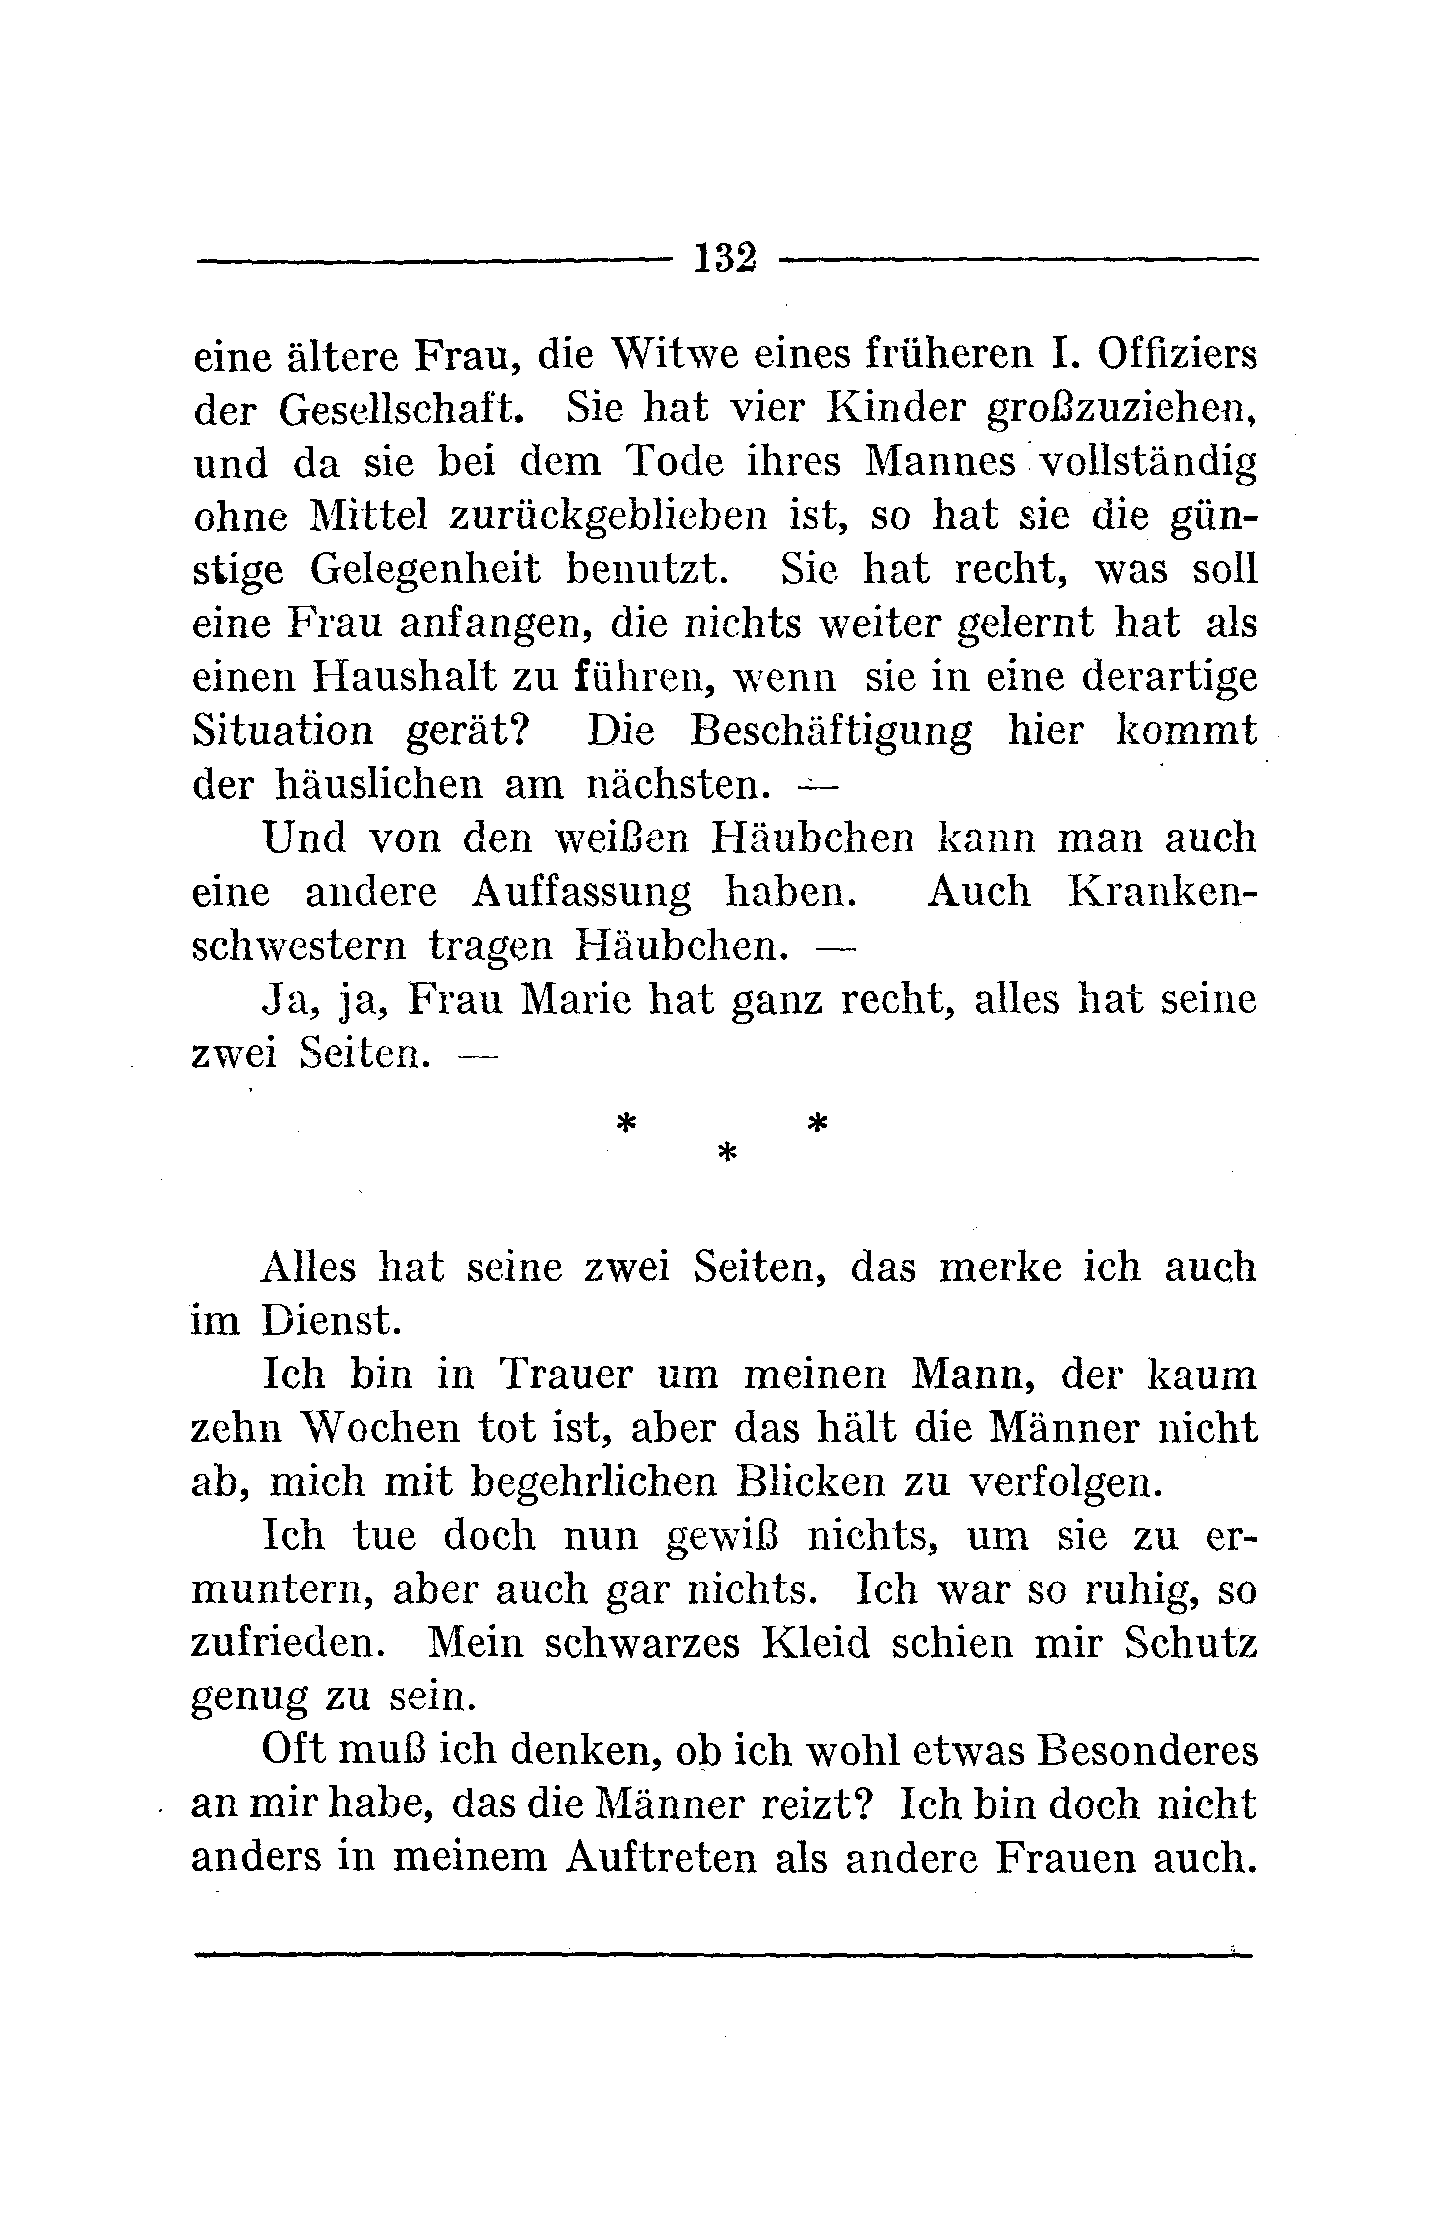 132
eine ältere Frau, die Witwe eines früheren I. Offiziers
der Gesellschaft. Sie hat vier Kinder großzuziehen,
und da sie bei dem Tode ihres Mannes vollständig
ohne Mittel zurückgeblieben ist, so hat sie die gün-
stige Gelegenheit benutzt. Sie hat recht, was soll
eine Frau anfangen, die nichts weiter gelernt hat als
einen Haushalt zu führen, wenn sie in eine derartige
Situation gerät? Die Beschäftigung hier kommt
der häuslichen am nächsten. —
Und von den weißen Häubchen kann man auch
eine andere Auffassung haben. Auch Kranken-
schwestern tragen Häubchen. —
Ja, ja, Frau Marie hat ganz recht, alles hat seine
zwei Seiten. —
* *
*
Alles hat seine zwei Seiten, das merke ich auch
im Dienst.
Ich bin in Trauer um meinen Mann, der kaum
zehn Wochen tot ist, aber das hält die Männer nicht
ab, mich mit begehrlichen Blicken zu verfolgen.
Ich tue doch nun gewiß nichts, um sie zu er-
muntern, aber auch gar nichts. Ich war so ruhig, so
zufrieden. Mein schwarzes Kleid schien mir Schutz
genug zu sein.
Oft muß ich denken, ob ich wohl etwas Besonderes
an mir habe, das die Männer reizt? Ich bin doch nicht
anders in meinem Auftreten als andere Frauen auch.